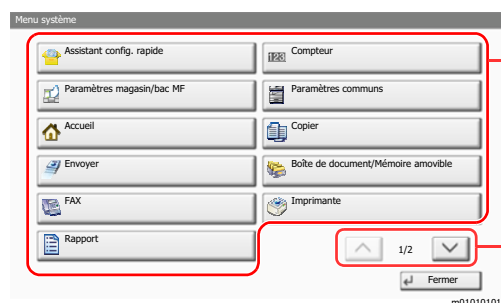 Menu système
Assistant config. rapide
Compteur
Paramètres magasin/bac MF
Paramètres communs
Accueil
Copier
Envoyer
Boîte de document/Mémoire amovible
FAX
Imprimante
Rapport
1/2
Fermer
m01010101